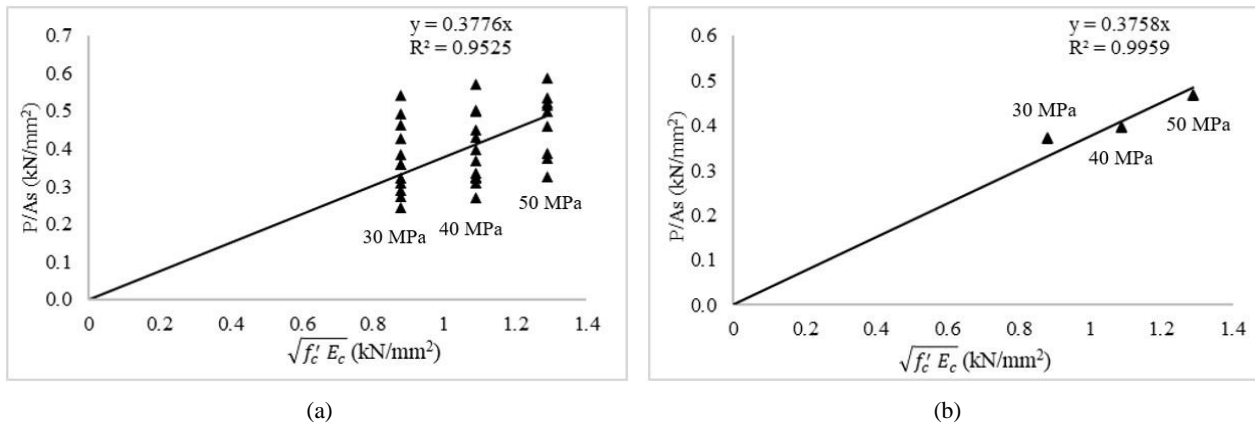 y = 0.3776x
R² = 0.9525
0.7
0.6
0.5
0.4
0.3
0.2
0.1
0.0
P/As (kN/mm²)
30 MPa
40 MPa
50 MPa
0 0.2 0.4 0.6 0.8 1 1.2 1.4
√f′c Ec (kN/mm²)
(a)
y = 0.3758x
R² = 0.9959
0.6
0.5
0.4
0.3
0.2
0.1
0.0
P/As (kN/mm²)
30 MPa
40 MPa
50 MPa
0 0.2 0.4 0.6 0.8 1 1.2 1.4
√f′c Ec (kN/mm²)
(b)